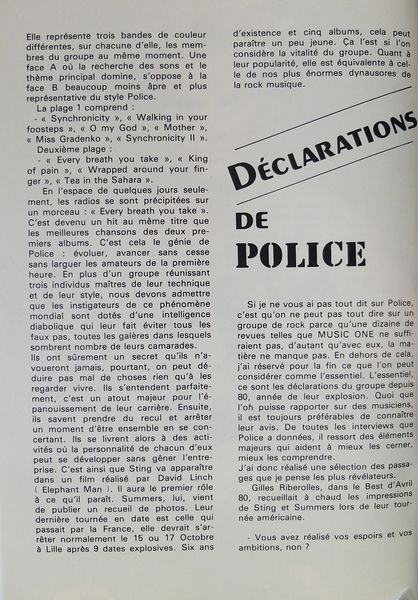 Elle représente trois bandes de couleur
différentes, sur chacune d'elle, les mem-
bres du groupe au même moment. Une
face A où la recherche des sons et le
thème principal domine, s'oppose à la
face B beaucoup moins âpre et plus
représentative du style Police.
La plage 1 comprend :
- « Synchronicity », « Walking in your
foosteps », « O my God », « Mother »,
« Miss Gradenko », « Synchronicity II ».
Deuxième plage :
- « Every breath you take », « King
of pain », « Wrapped around your fin-
ger », « Tea in the Sahara ».
En l'espace de quelques jours seule-
ment, les radios se sont précipitées sur
un morceau : « Every breath you take ».
C'est devenu un hit au même titre que
les meilleures chansons des deux pre-
miers albums. C'est cela le génie de
Police : évoluer, avancer sans cesse
sans larguer les amateurs de la première
heure. En plus d'un groupe réunissant
trois individus maîtres de leur technique
et de leur style, nous devons admettre
que les instigateurs de ce phénomène
mondial sont dotés d'une intelligence
diabolique qui leur fait éviter tous les
faux pas, toutes les galères dans lesquels
sombrent nombre de leurs camarades.
Ils ont sûrement un secret qu'ils n'a-
voueront jamais, pourtant, on peut dé-
duire pas mal de choses rien qu'à les
regarder vivre. Ils s'entendent parfaite-
ment, c'est un atout majeur pour l'é-
panouissement de leur carrière. Ensuite,
ils savent prendre du recul et arrêter
un moment d'être ensemble et se con-
certant. Ils se livrent alors à des acti-
vités où la personalité de chacun d'eux
peut se développer sans gêner l'entre-
prise. C'est ainsi que Sting va apparaître
dans un film réalisé par David Linch
( Elephant Man ). Il aura le premier rôle
à ce qu'il paraît. Summers, lui, vient
de publier un recueil de photos. Leur
dernière tournée en date est celle qui
passait par la France, elle devrait s'ar-
rêter normalement le 15 ou 17 Octobre
à Lille après 9 dates explosives. Six ans
d'existence et cinq albums, cela peut
paraître un peu jeune. Ça l'est si l'on
considère la vitalité du groupe. Quant à
leur popularité, elle est équivalente à cel-
le de nos plus énormes dynausores de
la rock musique.
DÉCLARATIONS
DE
POLICE
Si je ne vous ai pas tout dit sur Police,
c'est qu'on ne peut pas tout dire sur un
groupe de rock parce qu'une dizaine de
revues telles que MUSIC ONE ne suffi-
raient pas, d'autant qu'avec eux, la ma-
tière ne manque pas. En dehors de cela,
j'ai réservé pour la fin ce que l'on peut
considérer comme l'essentiel. L'essentiel,
ce sont les déclarations du groupe depuis
80, année de leur explosion. Quoi que
l'oh puisse rapporter sur des musiciens,
il est toujours préférables de connaître
leur avis. De toutes les interviews que
Police a données, il ressort des éléments
majeurs qui aident à mieux les cerner,
mieux les comprendre.
J'ai donc réalisé une sélection des passa-
ges que je pense les plus révélateurs.
Gilles Riberolles, dans le Best d'Avril
80, recueillait à chaud les impressions
de Sting et Summers lors de leur tour-
née américaine.
- Vous avez réalisé vos espoirs et vos
ambitions, non ?